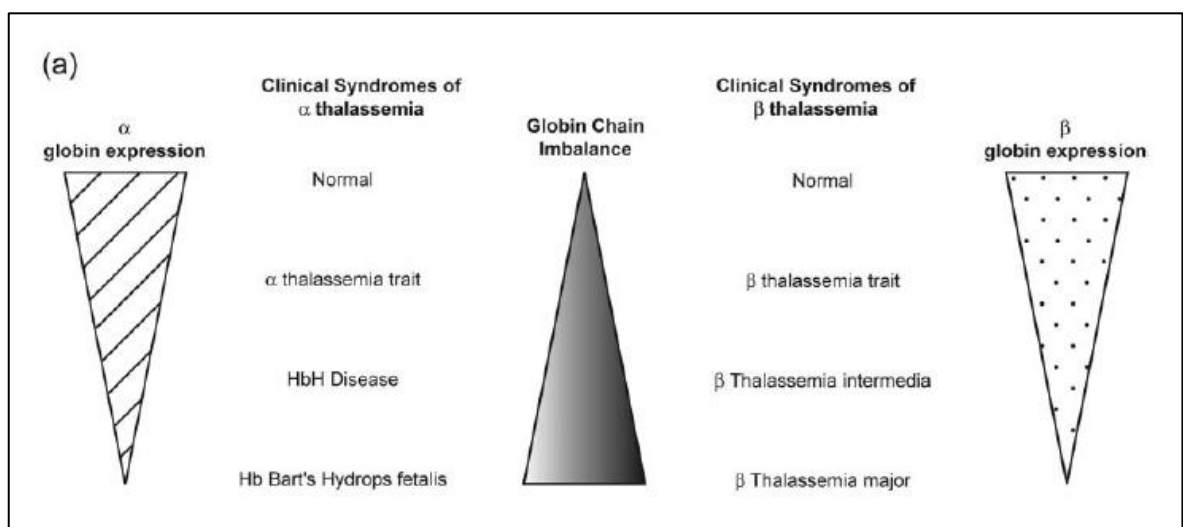 (a)
Clinical Syndromes of
α thalassemia
Clinical Syndromes of
β thalassemia
Globin Chain
Imbalance
α
globin expression
β
globin expression
Normal
Normal
α thalassemia trait
β thalassemia trait
HbH Disease
β Thalassemia intermedia
Hb Bart's Hydrops fetalis
β Thalassemia major